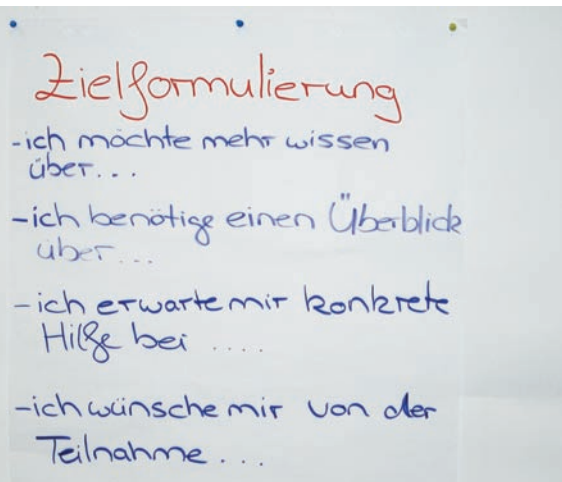 Zielformulierung
-ich möchte mehr wissen
über...
-ich benötige einen Überblick
über...
-ich erwarte mir konkrete
Hilfe bei ....
-ich wünsche mir von der
Teilnahme...